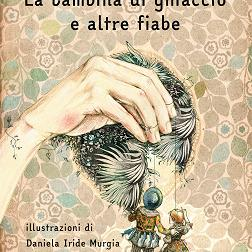 La bambina di ghiaccio
e altre fiabe
illustrazioni di
Daniela Iride Murgia